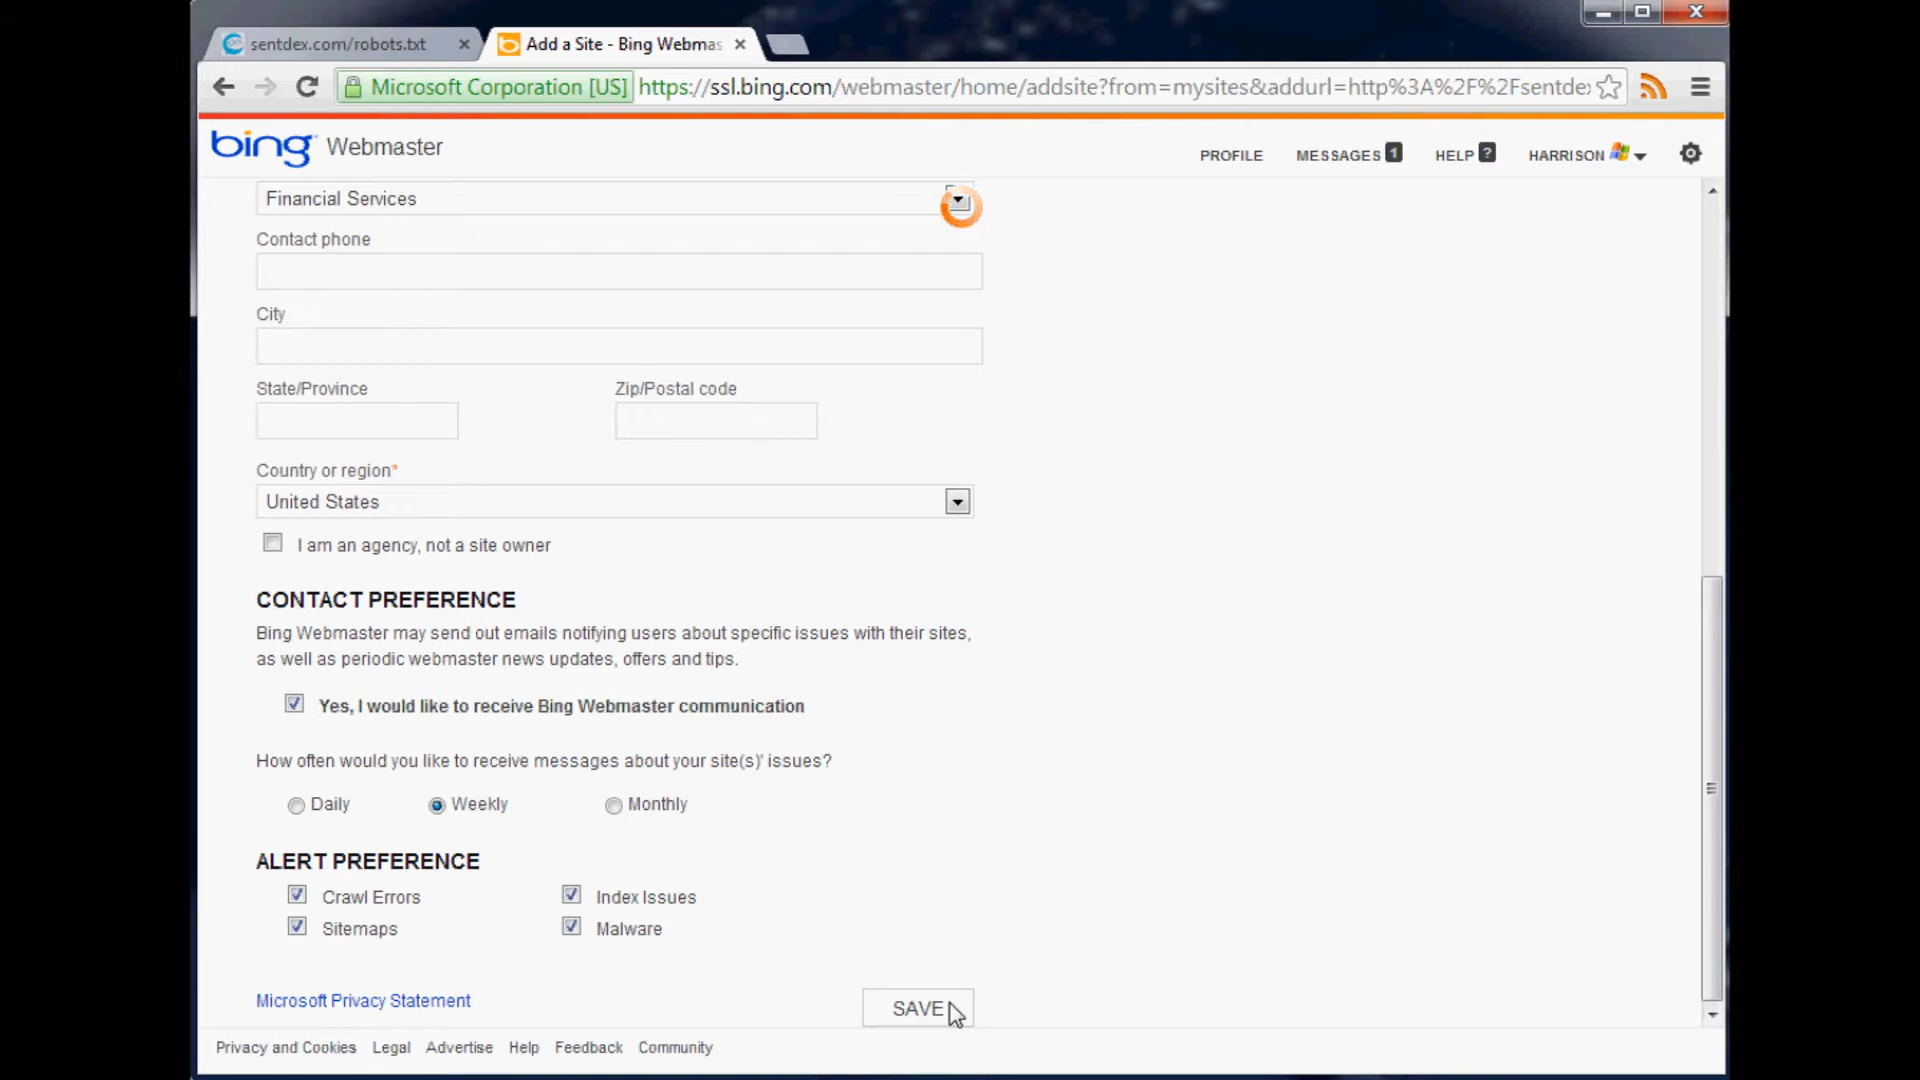 sentdex.com/robots.txt
Add a Site - Bing Webmas
Microsoft Corporation [US]
https://ssl.bing.com/webmaster/home/addsite?from=mysites&addurl=http%3A%2F%2Fsentdex
bing Webmaster
PROFILE
MESSAGES 1
HELP ?
HARRISON
Financial Services
Contact phone
City
State/Province
Zip/Postal code
Country or region*
United States
I am an agency, not a site owner
CONTACT PREFERENCE
Bing Webmaster may send out emails notifying users about specific issues with their sites,
as well as periodic webmaster news updates, offers and tips.
Yes, I would like to receive Bing Webmaster communication
How often would you like to receive messages about your site(s)' issues?
Daily
Weekly
Monthly
ALERT PREFERENCE
Crawl Errors
Index Issues
Sitemaps
Malware
Microsoft Privacy Statement
SAVE
Privacy and Cookies
Legal
Advertise
Help
Feedback
Community